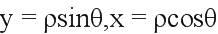 y = ρsinθ,x = ρcosθ